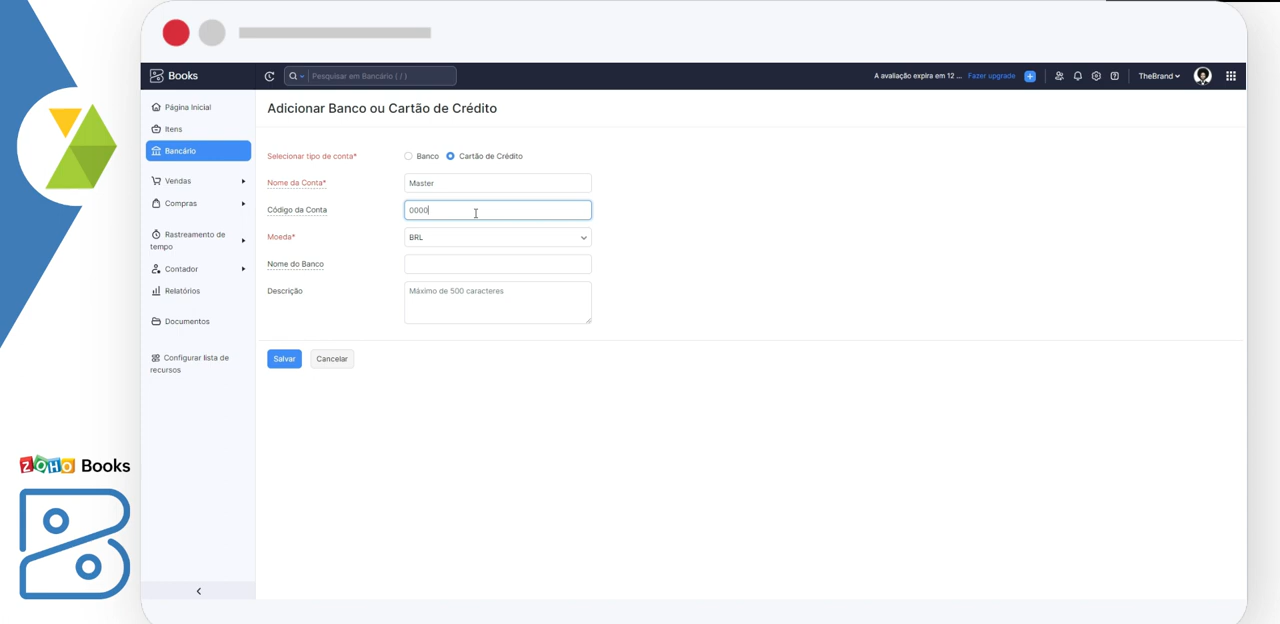 Books
Pesquisar em Bancário ( / )
A avaliação expira em 12 ...
Fazer upgrade
TheBrand
Página Inicial
Itens
Bancário
Vendas
Compras
Rastreamento de
tempo
Contador
Relatórios
Documentos
Configurar lista de
recursos
Adicionar Banco ou Cartão de Crédito
Selecionar tipo de conta*
Banco
Cartão de Crédito
Nome da Conta*
Master
Código da Conta
0000
Moeda*
BRL
Nome do Banco
Descrição
Máximo de 500 caracteres
Salvar
Cancelar
ZOHO Books